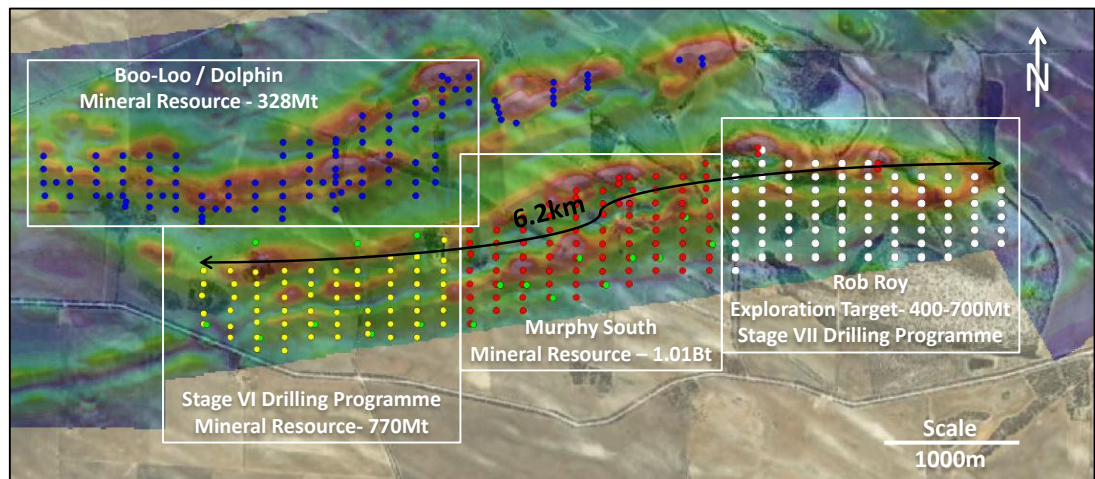 Boo-Loo / Dolphin
Mineral Resource - 328Mt
N
6.2km
Rob Roy
Exploration Target- 400-700Mt
Stage VII Drilling Programme
Murphy South
Mineral Resource – 1.01Bt
Stage VI Drilling Programme
Mineral Resource- 770Mt
Scale
1000m